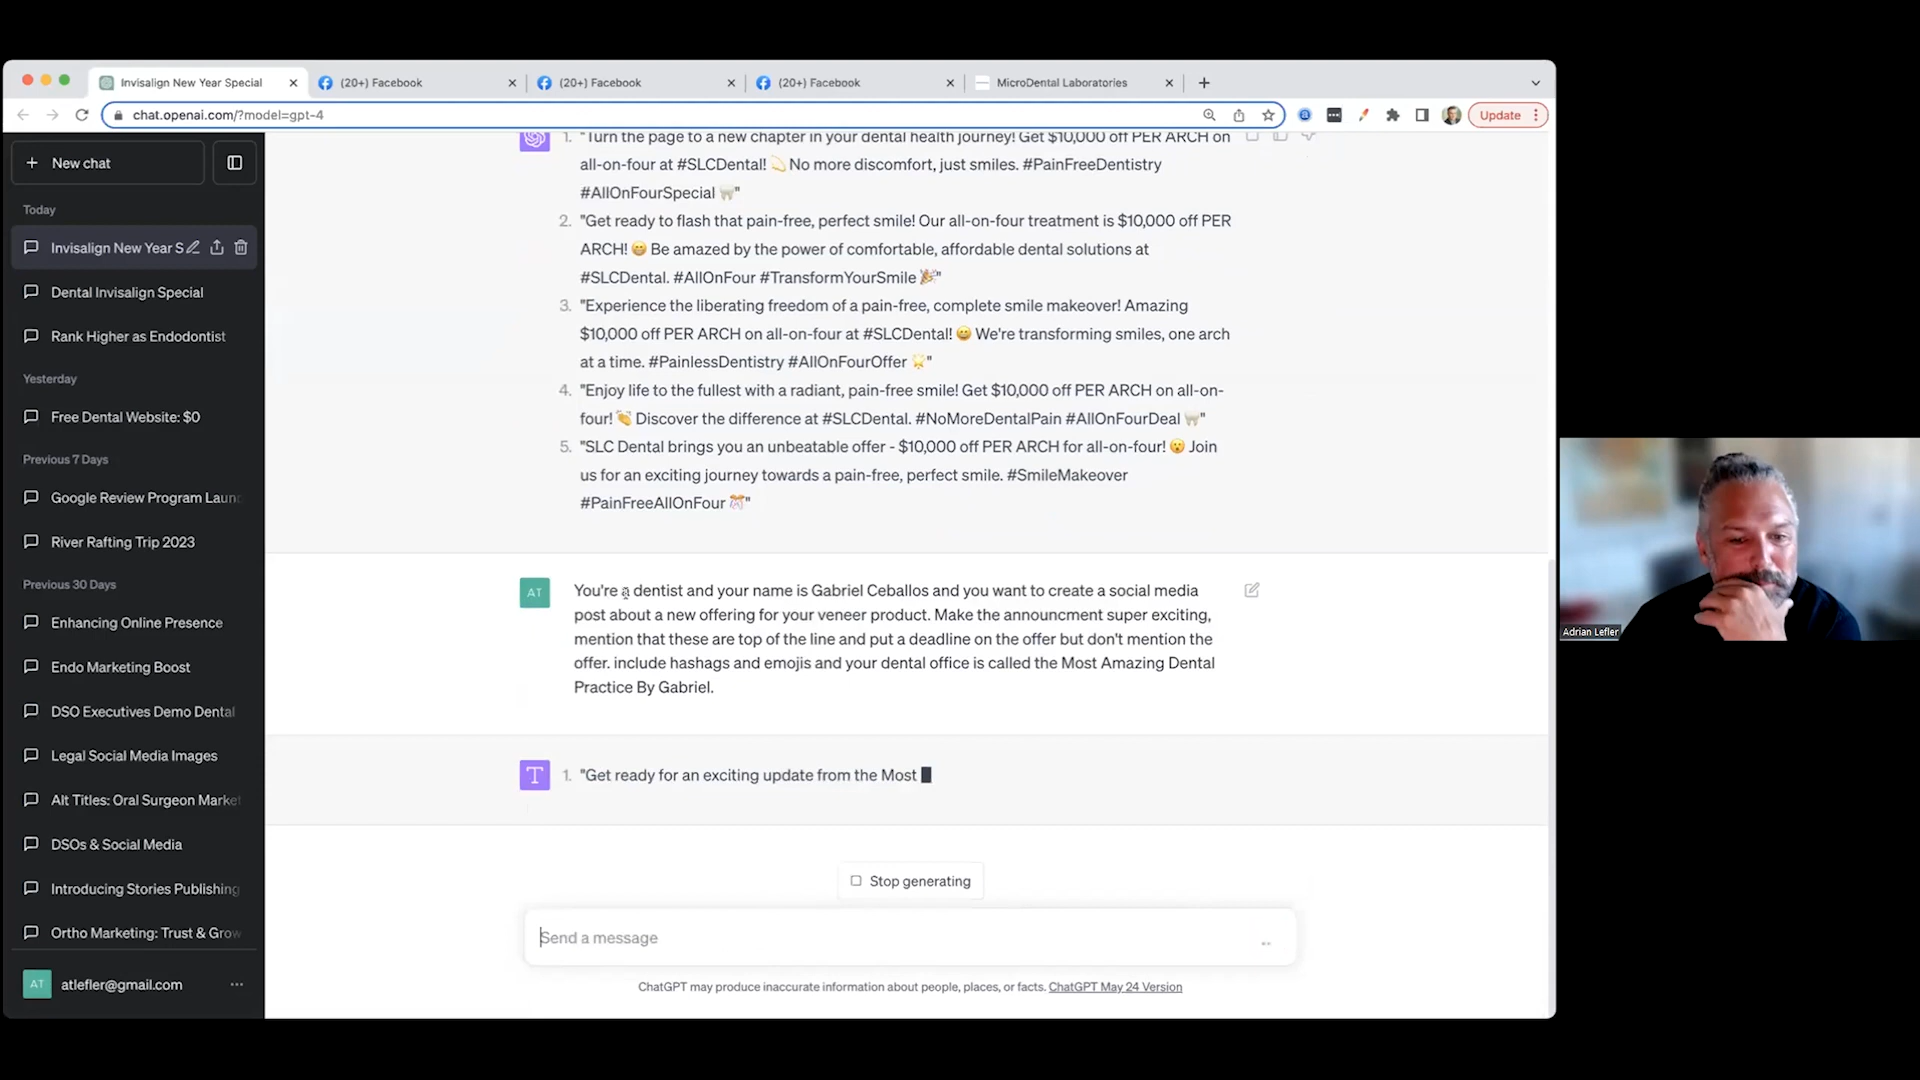 Invisalign New Year Special
(20+) Facebook
(20+) Facebook
(20+) Facebook
MicroDental Laboratories
chat.openai.com/?model=gpt-4
Update
New chat
Today
Invisalign New Year S
Dental Invisalign Special
Rank Higher as Endodontist
Yesterday
Free Dental Website: $0
Previous 7 Days
Google Review Program Laun
River Rafting Trip 2023
Previous 30 Days
Enhancing Online Presence
Endo Marketing Boost
DSO Executives Demo Dental
Legal Social Media Images
Alt Titles: Oral Surgeon Market
DSOs & Social Media
Introducing Stories Publishing
Ortho Marketing: Trust & Grow
AT
atlefler@gmail.com
1. "Turn the page to a new chapter in your dental health journey! Get $10,000 off PER ARCH on
all-on-four at #SLCDental! 💫 No more discomfort, just smiles. #PainFreeDentistry
#AllOnFourSpecial 🦷"
2. "Get ready to flash that pain-free, perfect smile! Our all-on-four treatment is $10,000 off PER
ARCH! 😄 Be amazed by the power of comfortable, affordable dental solutions at
#SLCDental. #AllOnFour #TransformYourSmile 🎉"
3. "Experience the liberating freedom of a pain-free, complete smile makeover! Amazing
$10,000 off PER ARCH on all-on-four at #SLCDental! 😄 We're transforming smiles, one arch
at a time. #PainlessDentistry #AllOnFourOffer 🌟"
4. "Enjoy life to the fullest with a radiant, pain-free smile! Get $10,000 off PER ARCH on all-on-
four! 👏 Discover the difference at #SLCDental. #NoMoreDentalPain #AllOnFourDeal 🦷"
5. "SLC Dental brings you an unbeatable offer - $10,000 off PER ARCH for all-on-four! 😮 Join
us for an exciting journey towards a pain-free, perfect smile. #SmileMakeover
#PainFreeAllOnFour 🎊"
AT
You're a dentist and your name is Gabriel Ceballos and you want to create a social media
post about a new offering for your veneer product. Make the announcment super exciting,
mention that these are top of the line and put a deadline on the offer but don't mention the
offer. include hashags and emojis and your dental office is called the Most Amazing Dental
Practice By Gabriel.
T
1. "Get ready for an exciting update from the Most
Stop generating
Send a message
ChatGPT may produce inaccurate information about people, places, or facts. ChatGPT May 24 Version
Adrian Lefler